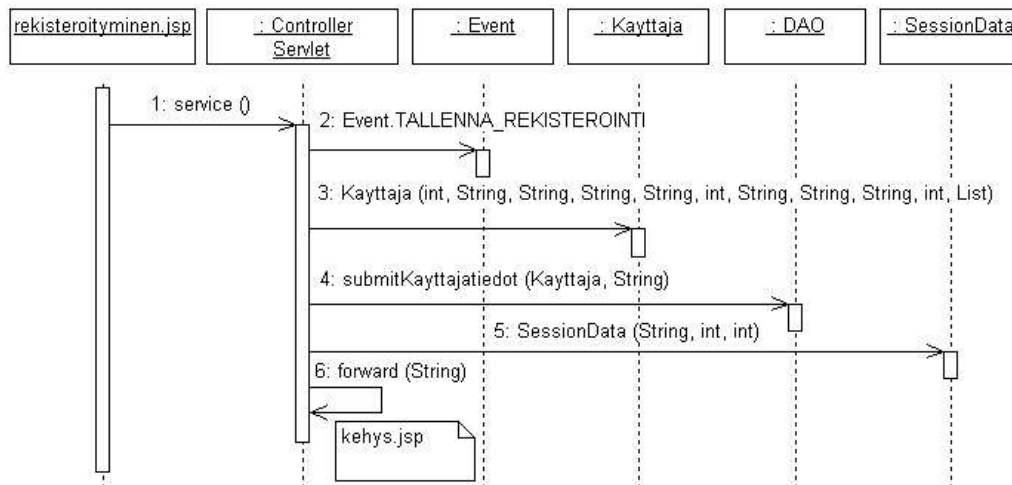 rekisteroityminen.jsp
: Controller
Servlet
: Event
: Kayttaja
: DAO
: SessionData
1: service ()
2: Event.TALLENNA_REKISTEROINTI
3: Kayttaja (int, String, String, String, String, int, String, String, String, int, List)
4: submitKayttajatiedot (Kayttaja, String)
5: SessionData (String, int, int)
6: forward (String)
kehys.jsp